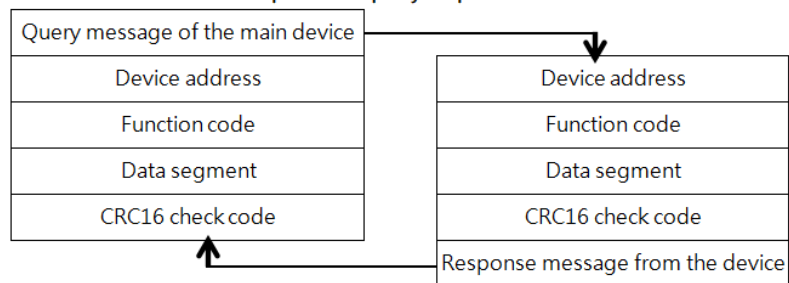 Query message of the main device
Device address
Function code
Data segment
CRC16 check code
Device address
Function code
Data segment
CRC16 check code
Response message from the device